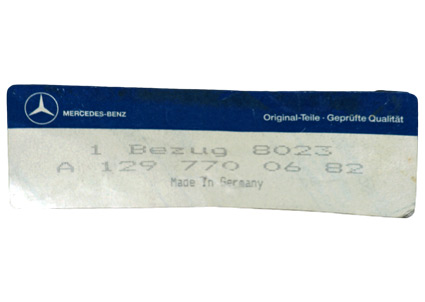 MERCEDES-BENZ
Original-Teile · Geprüfte Qualität
1 Bezug 8023
A 129 770 06 82
Made In Germany